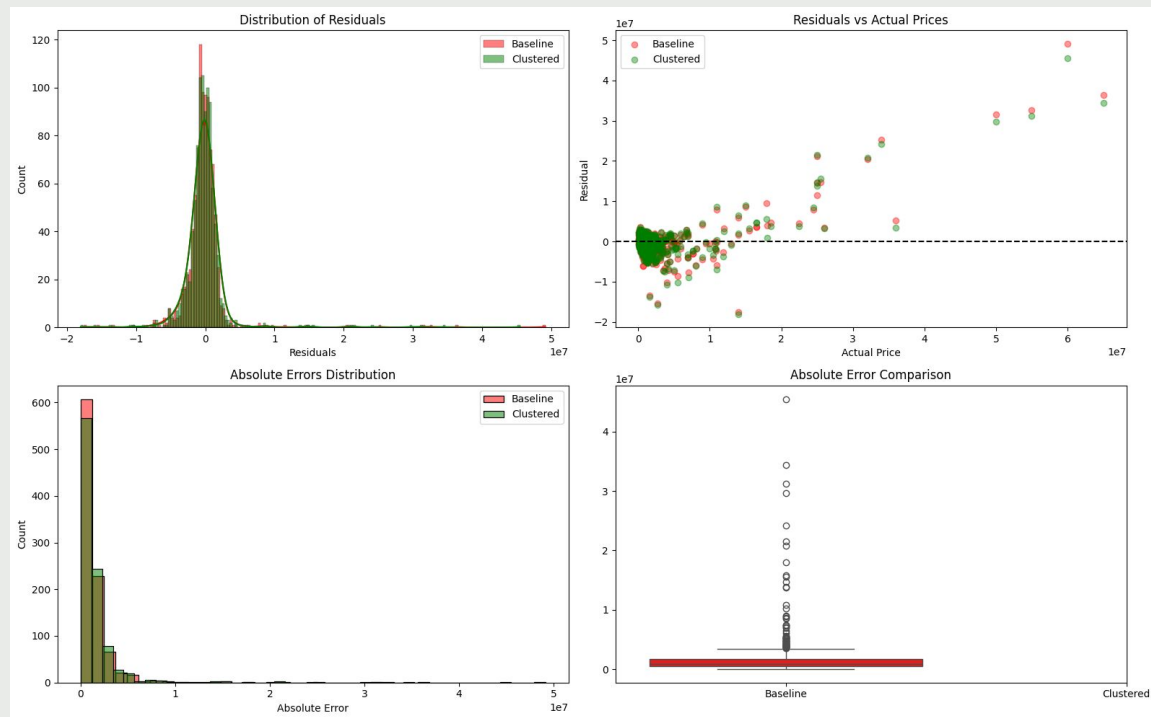 Distribution of Residuals
Count
120
100
80
60
40
20
0
Baseline
Clustered
−2
−1
0
1
2
3
4
5
1e7
Residuals
Residuals vs Actual Prices
1e7
Residual
5
4
3
2
1
0
−1
−2
Baseline
Clustered
0
1
2
3
4
5
6
1e7
Actual Price
Absolute Errors Distribution
Count
600
500
400
300
200
100
0
Baseline
Clustered
0
1
2
3
4
5
1e7
Absolute Error
Absolute Error Comparison
1e7
4
3
2
1
0
Baseline
Clustered